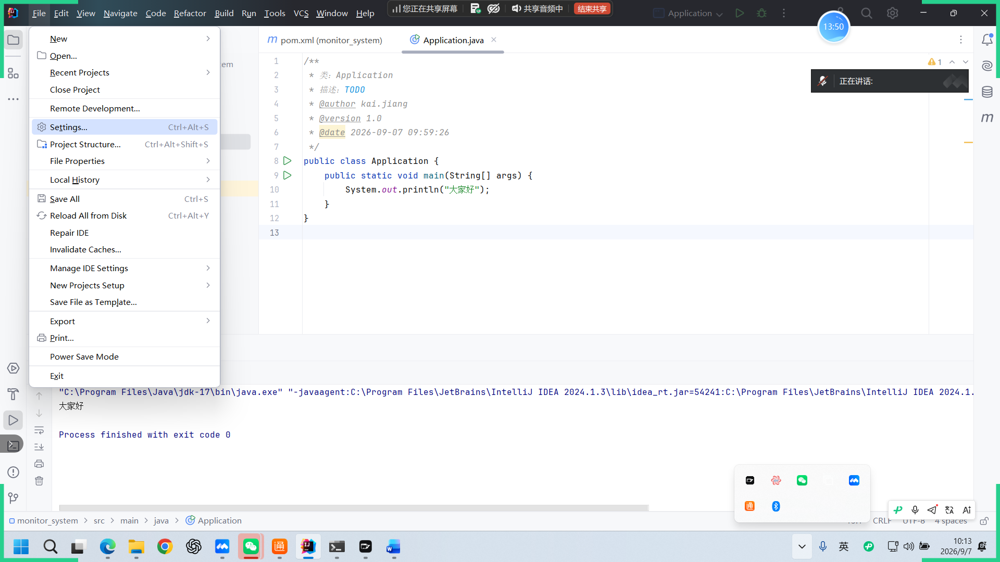 File Edit View Navigate Code Refactor Build Run Tools VCS Window Help
您正在共享屏幕 共享音频中 结束共享
Application
13:50
New
Open...
Recent Projects
Close Project
Remote Development...
Settings... Ctrl+Alt+S
Project Structure... Ctrl+Alt+Shift+S
File Properties
Local History
Save All Ctrl+S
Reload All from Disk Ctrl+Alt+Y
Repair IDE
Invalidate Caches...
Manage IDE Settings
New Projects Setup
Save File as Template...
Export
Print...
Power Save Mode
Exit
pom.xml (monitor_system) Application.java
1
正在讲话:
1 /**
2 * 类：Application
3 * 描述：TODO
4 * @author kai.jiang
5 * @version 1.0
6 * @date 2026-09-07 09:59:26
7 */
8 public class Application {
9 public static void main(String[] args) {
10 System.out.println("大家好");
11 }
12 }
13
"C:\Program Files\Java\jdk-17\bin\java.exe" "-javaagent:C:\Program Files\JetBrains\IntelliJ IDEA 2024.1.3\lib\idea_rt.jar=54241:C:\Program Files\JetBrains\IntelliJ IDEA 2024.1.
大家好
Process finished with exit code 0
monitor_system src main java Application
CRLF UTF-8 4 spaces
英
10:13
2026/9/7